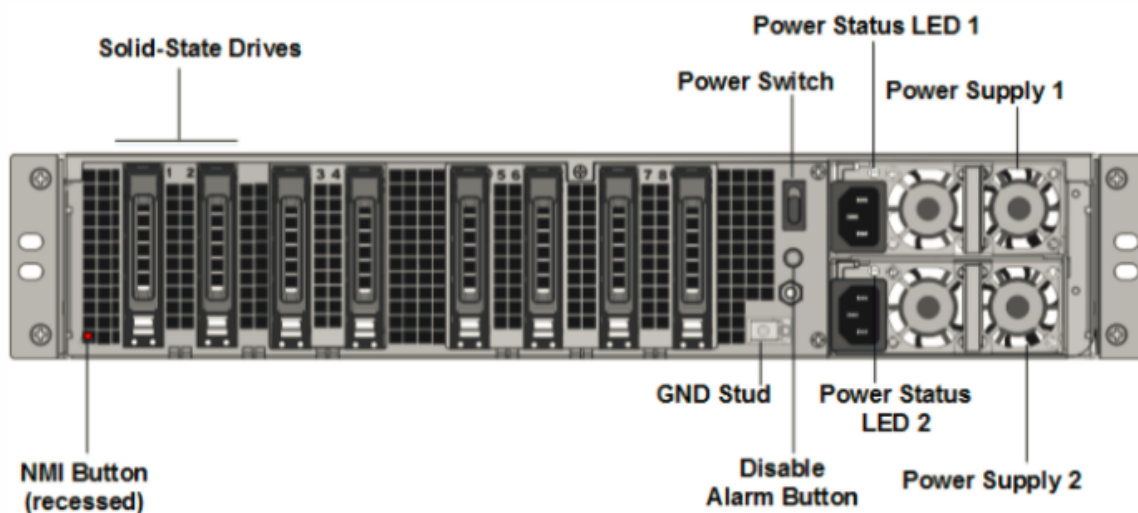 Power Status LED 1
Solid-State Drives
Power Switch
Power Supply 1
1 2
3 4
5 6
7 8
GND Stud
Power Status
LED 2
NMI Button
(recessed)
Disable
Alarm Button
Power Supply 2